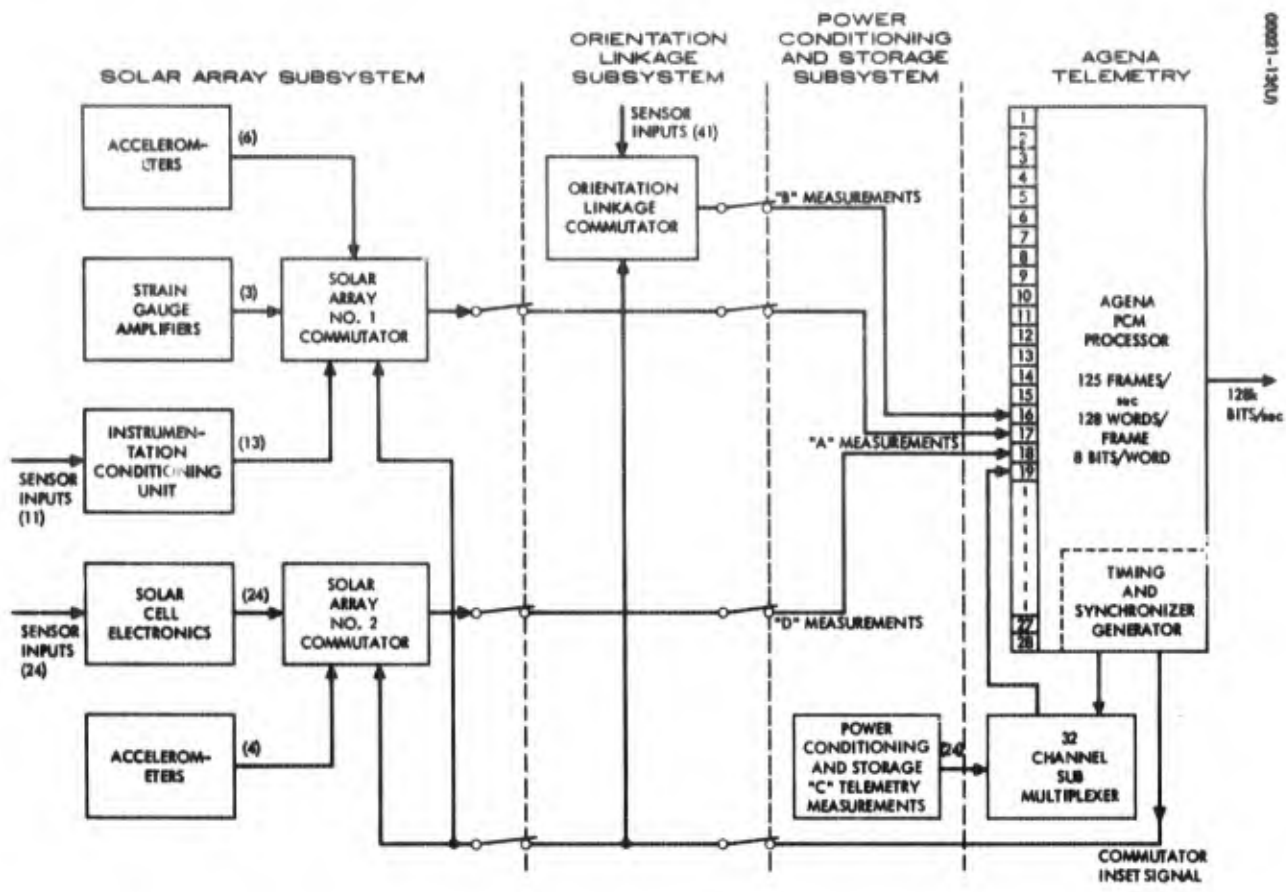 00021-13(U)
SOLAR ARRAY SUBSYSTEM
ORIENTATION
LINKAGE
SUBSYSTEM
POWER
CONDITIONING
AND STORAGE
SUBSYSTEM
AGENA
TELEMETRY
ACCELEROM-
ETERS
(6)
STRAIN
GAUGE
AMPLIFIERS
(3)
SOLAR
ARRAY
NO. 1
COMMUTATOR
INSTRUMEN-
TATION
CONDITIONING
UNIT
(13)
SENSOR
INPUTS
(11)
SOLAR
CELL
ELECTRONICS
(24)
SENSOR
INPUTS
(24)
SOLAR
ARRAY
NO. 2
COMMUTATOR
ACCELEROM-
ETERS
(4)
SENSOR
INPUTS (41)
ORIENTATION
LINKAGE
COMMUTATOR
"B" MEASUREMENTS
"A" MEASUREMENTS
"D" MEASUREMENTS
POWER
CONDITIONING
AND STORAGE
"C" TELEMETRY
MEASUREMENTS
(24)
1
2
3
4
5
6
7
8
9
10
11
12
13
14
15
16
17
18
19
27
28
AGENA
PCM
PROCESSOR
125 FRAMES/
sec
128 WORDS/
FRAME
8 BITS/WORD
128k
BITS/sec
TIMING
AND
SYNCHRONIZER
GENERATOR
32
CHANNEL
SUB
MULTIPLEXER
COMMUTATOR
INSET SIGNAL